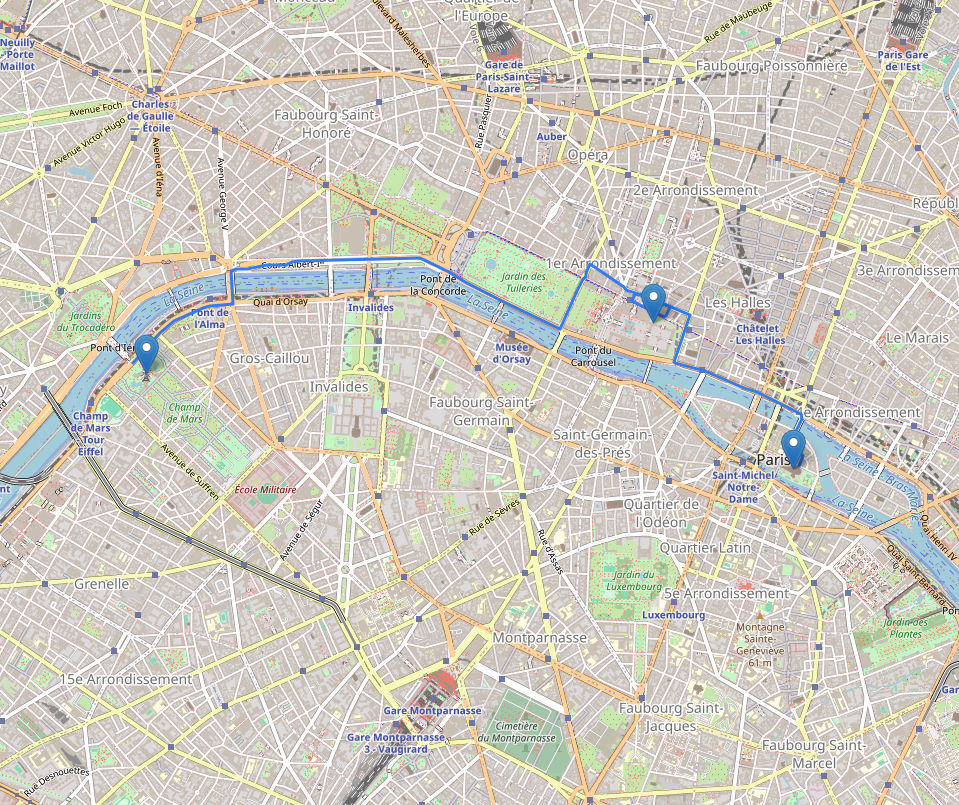 Quartier de
l'Europe
Neuilly
- Porte
Maillot
Boulevard Malesherbes
Rue de Maubeuge
Gare de
Paris-Saint-
Lazare
Paris Gare
de l'Est
Faubourg Poissonnière
Avenue Foch
Charles
de Gaulle
— Étoile
Faubourg Saint-
Honoré
Rue Pasquier
Auber
Opéra
Avenue Victor Hugo
Avenue d'Iéna
Avenue George V
2e Arrondissement
Républ
1er Arrondissement
3e Arrondissem
Cours Albert-Iᵉʳ
Pont de
la Concorde
Jardin des
Tuileries
La Seine
La Seine
Quai d'Orsay
Pont de
l'Alma
Invalides
Les Halles
Châtelet
- Les Halles
Jardins
du Trocadéro
Le Marais
Pont d'Ién
Gros-Caillou
Musée
d'Orsay
Pont du
Carrousel
Invalides
Champ
de Mars
Faubourg Saint-
Germain
4e Arrondissement
Champ
de Mars
Tour
Eiffel
Saint-Germain-
des-Prés
Paris
La Seine - Bras Marie
Saint-Michel
Notre-
Dame
La Seine
Avenue de Suffren
École Militaire
Rue de Sèvres
Quartier de
l'Odéon
Quai Henri IV
Avenue de Ségur
Rue d'Assas
Quartier Latin
Quai Saint-Bernard
Grenelle
Jardin du
Luxembourg
5e Arrondissement
Luxembourg
Jardin des
Plantes
Montagne
Sainte-
Geneviève
61 m
Montparnasse
15e Arrondissement
Gare Montparnasse
Faubourg Saint-
Jacques
Gare Montparnasse
3 - Vaugirard
Cimetière
du Montparnasse
Faubourg Saint-
Marcel
Rue Desnouettes